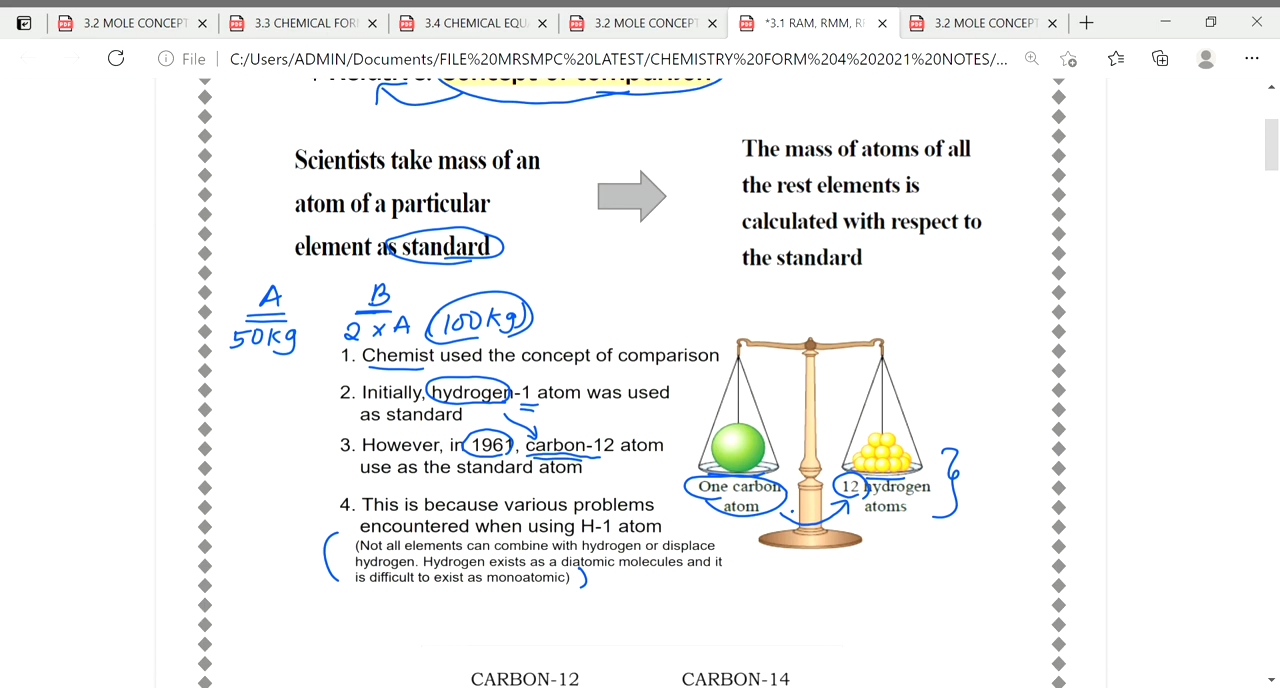 3.2 MOLE CONCEPT
3.3 CHEMICAL FOR
3.4 CHEMICAL EQU
3.2 MOLE CONCEPT
*3.1 RAM, RMM, R
3.2 MOLE CONCEPT
File
C:/Users/ADMIN/Documents/FILE%20MRSMPC%20LATEST/CHEMISTRY%20FORM%204%202021%20NOTES/...
Scientists take mass of an
atom of a particular
element as standard
The mass of atoms of all
the rest elements is
calculated with respect to
the standard
A
50kg
B
2 x A (100kg)
1. Chemist used the concept of comparison
2. Initially, hydrogen-1 atom was used
as standard
3. However, in 1961, carbon-12 atom
use as the standard atom
4. This is because various problems
encountered when using H-1 atom
(Not all elements can combine with hydrogen or displace
hydrogen. Hydrogen exists as a diatomic molecules and it
is difficult to exist as monoatomic)
One carbon
atom
12 hydrogen
atoms
CARBON-12
CARBON-14